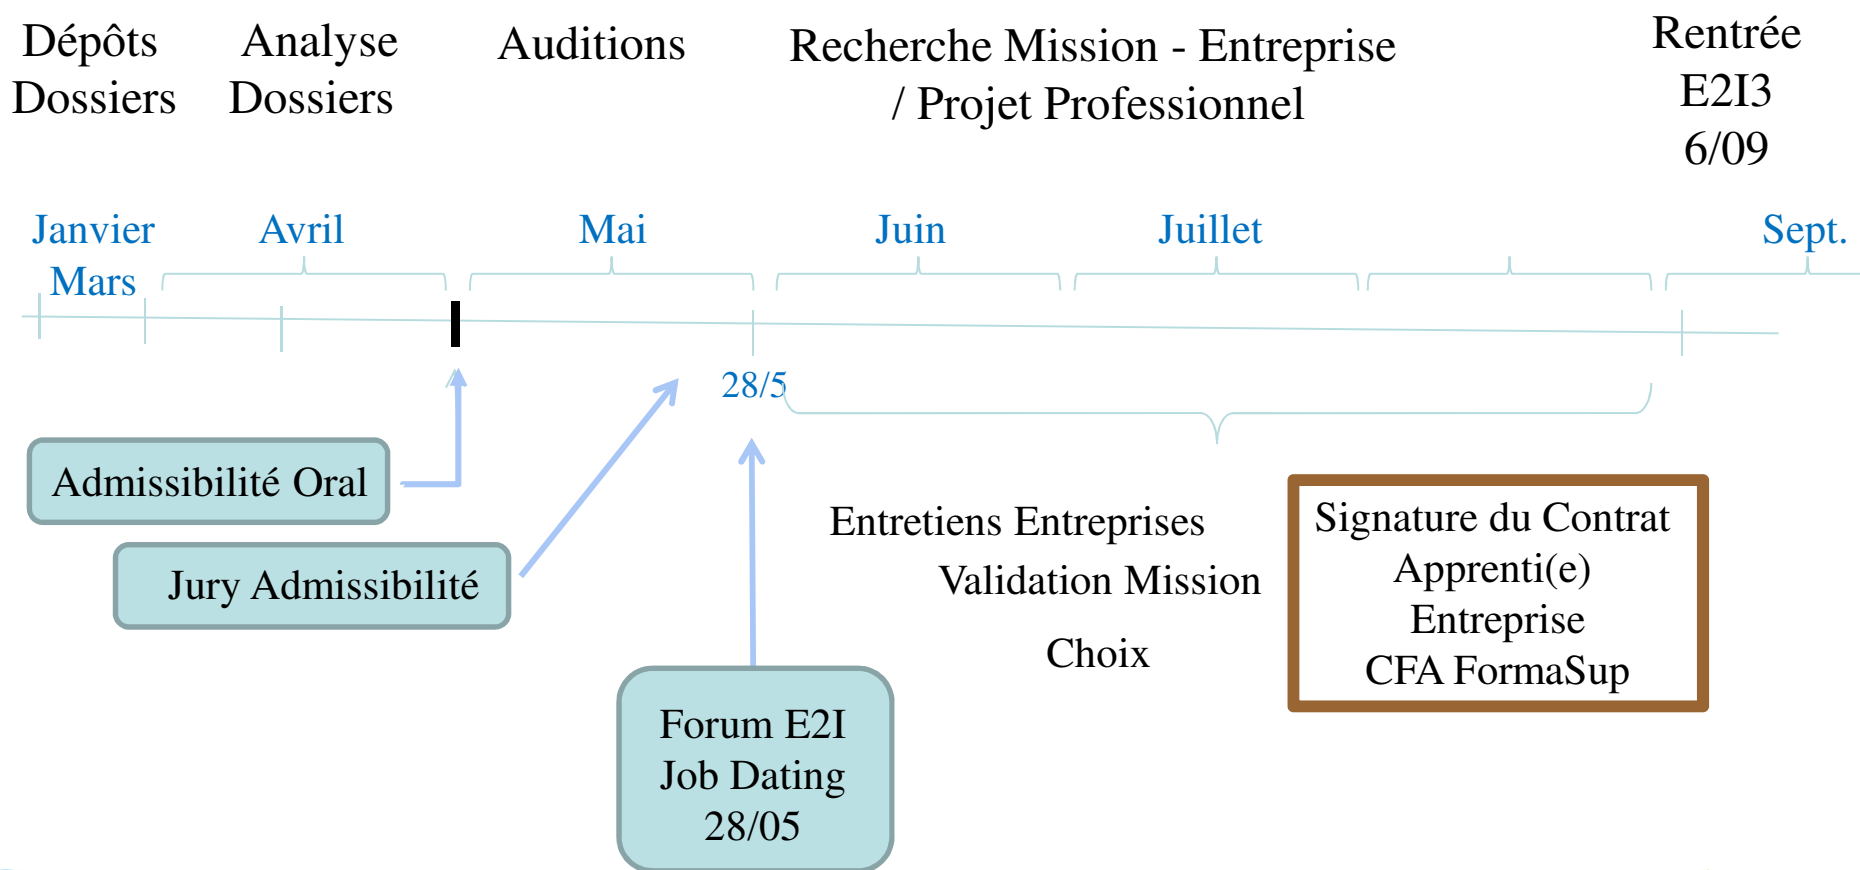 Dépôts
Dossiers
Analyse
Dossiers
Auditions
Recherche Mission - Entreprise
/ Projet Professionnel
Rentrée
E2I3
6/09
Janvier
Mars
Avril
Mai
Juin
Juillet
Sept.
28/5
Admissibilité Oral
Jury Admissibilité
Forum E2I
Job Dating
28/05
Entretiens Entreprises
Validation Mission
Choix
Signature du Contrat
Apprenti(e)
Entreprise
CFA FormaSup